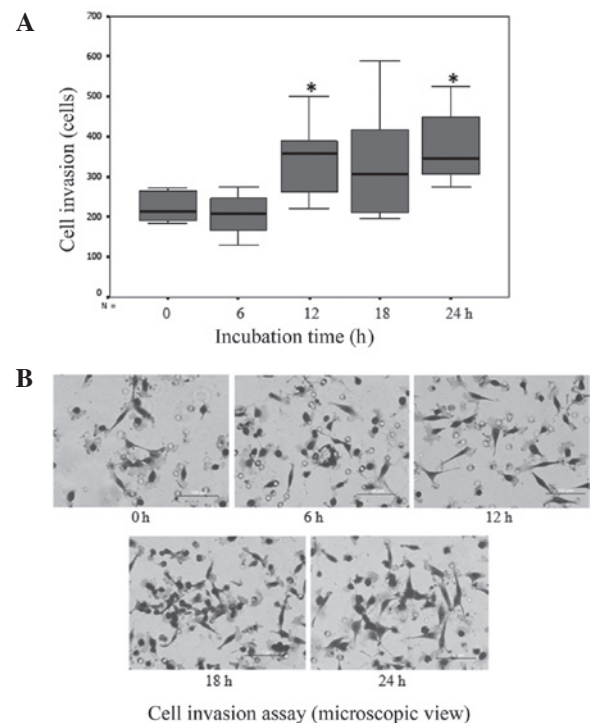 A
700
600
500
400
300
200
100
0
Cell invasion (cells)
*
*
N =
0 6 12 18 24 h
Incubation time (h)
B
0 h 6 h 12 h
18 h 24 h
Cell invasion assay (microscopic view)